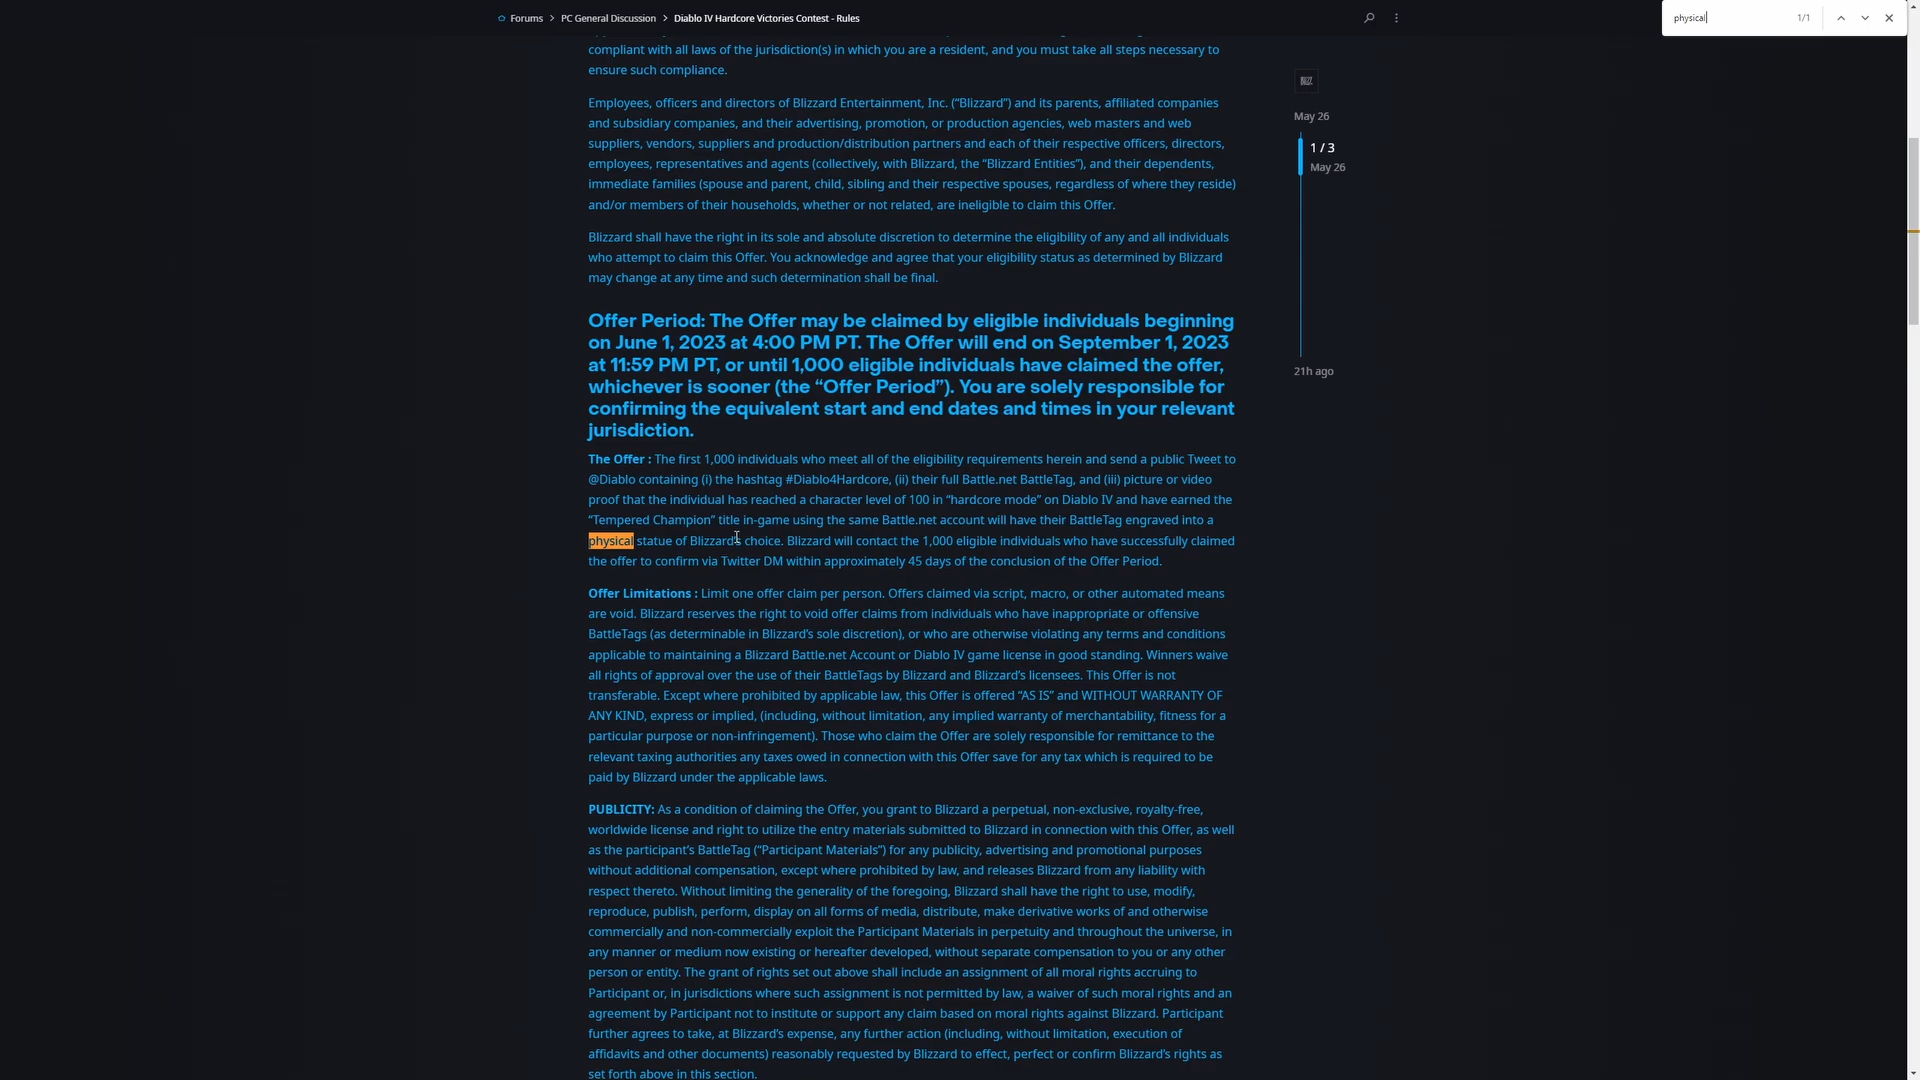 Forums > PC General Discussion > Diablo IV Hardcore Victories Contest - Rules
physical 1/1
compliant with all laws of the jurisdiction(s) in which you are a resident, and you must take all steps necessary to
ensure such compliance.
Employees, officers and directors of Blizzard Entertainment, Inc. (“Blizzard”) and its parents, affiliated companies
and subsidiary companies, and their advertising, promotion, or production agencies, web masters and web
suppliers, vendors, suppliers and production/distribution partners and each of their respective officers, directors,
employees, representatives and agents (collectively, with Blizzard, the “Blizzard Entities”), and their dependents,
immediate families (spouse and parent, child, sibling and their respective spouses, regardless of where they reside)
and/or members of their households, whether or not related, are ineligible to claim this Offer.
Blizzard shall have the right in its sole and absolute discretion to determine the eligibility of any and all individuals
who attempt to claim this Offer. You acknowledge and agree that your eligibility status as determined by Blizzard
may change at any time and such determination shall be final.
Offer Period: The Offer may be claimed by eligible individuals beginning
on June 1, 2023 at 4:00 PM PT. The Offer will end on September 1, 2023
at 11:59 PM PT, or until 1,000 eligible individuals have claimed the offer,
whichever is sooner (the “Offer Period”). You are solely responsible for
confirming the equivalent start and end dates and times in your relevant
jurisdiction.
The Offer : The first 1,000 individuals who meet all of the eligibility requirements herein and send a public Tweet to
@Diablo containing (i) the hashtag #Diablo4Hardcore, (ii) their full Battle.net BattleTag, and (iii) picture or video
proof that the individual has reached a character level of 100 in “hardcore mode” on Diablo IV and have earned the
“Tempered Champion” title in-game using the same Battle.net account will have their BattleTag engraved into a
physical statue of Blizzard’s choice. Blizzard will contact the 1,000 eligible individuals who have successfully claimed
the offer to confirm via Twitter DM within approximately 45 days of the conclusion of the Offer Period.
Offer Limitations : Limit one offer claim per person. Offers claimed via script, macro, or other automated means
are void. Blizzard reserves the right to void offer claims from individuals who have inappropriate or offensive
BattleTags (as determinable in Blizzard’s sole discretion), or who are otherwise violating any terms and conditions
applicable to maintaining a Blizzard Battle.net Account or Diablo IV game license in good standing. Winners waive
all rights of approval over the use of their BattleTags by Blizzard and Blizzard’s licensees. This Offer is not
transferable. Except where prohibited by applicable law, this Offer is offered “AS IS” and WITHOUT WARRANTY OF
ANY KIND, express or implied, (including, without limitation, any implied warranty of merchantability, fitness for a
particular purpose or non-infringement). Those who claim the Offer are solely responsible for remittance to the
relevant taxing authorities any taxes owed in connection with this Offer save for any tax which is required to be
paid by Blizzard under the applicable laws.
PUBLICITY: As a condition of claiming the Offer, you grant to Blizzard a perpetual, non-exclusive, royalty-free,
worldwide license and right to utilize the entry materials submitted to Blizzard in connection with this Offer, as well
as the participant’s BattleTag (“Participant Materials”) for any publicity, advertising and promotional purposes
without additional compensation, except where prohibited by law, and releases Blizzard from any liability with
respect thereto. Without limiting the generality of the foregoing, Blizzard shall have the right to use, modify,
reproduce, publish, perform, display on all forms of media, distribute, make derivative works of and otherwise
commercially and non-commercially exploit the Participant Materials in perpetuity and throughout the universe, in
any manner or medium now existing or hereafter developed, without separate compensation to you or any other
person or entity. The grant of rights set out above shall include an assignment of all moral rights accruing to
Participant or, in jurisdictions where such assignment is not permitted by law, a waiver of such moral rights and an
agreement by Participant not to institute or support any claim based on moral rights against Blizzard. Participant
further agrees to take, at Blizzard’s expense, any further action (including, without limitation, execution of
affidavits and other documents) reasonably requested by Blizzard to effect, perfect or confirm Blizzard’s rights as
set forth above in this section.
May 26
1 / 3
May 26
21h ago